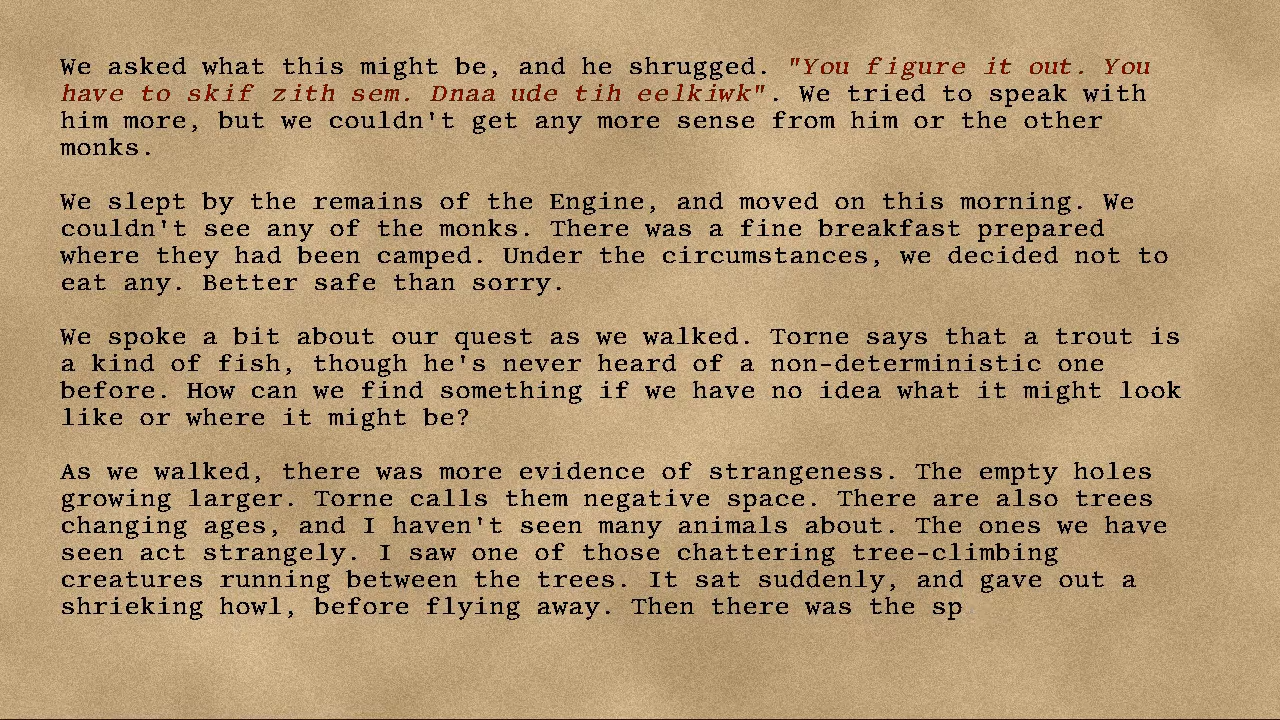 We asked what this might be, and he shrugged. "You figure it out. You
have to skif zith sem. Dnaa ude tih eelkiwk". We tried to speak with
him more, but we couldn't get any more sense from him or the other
monks.
We slept by the remains of the Engine, and moved on this morning. We
couldn't see any of the monks. There was a fine breakfast prepared
where they had been camped. Under the circumstances, we decided not to
eat any. Better safe than sorry.
We spoke a bit about our quest as we walked. Torne says that a trout is
a kind of fish, though he's never heard of a non-deterministic one
before. How can we find something if we have no idea what it might look
like or where it might be?
As we walked, there was more evidence of strangeness. The empty holes
growing larger. Torne calls them negative space. There are also trees
changing ages, and I haven't seen many animals about. The ones we have
seen act strangely. I saw one of those chattering tree-climbing
creatures running between the trees. It sat suddenly, and gave out a
shrieking howl, before flying away. Then there was the sp